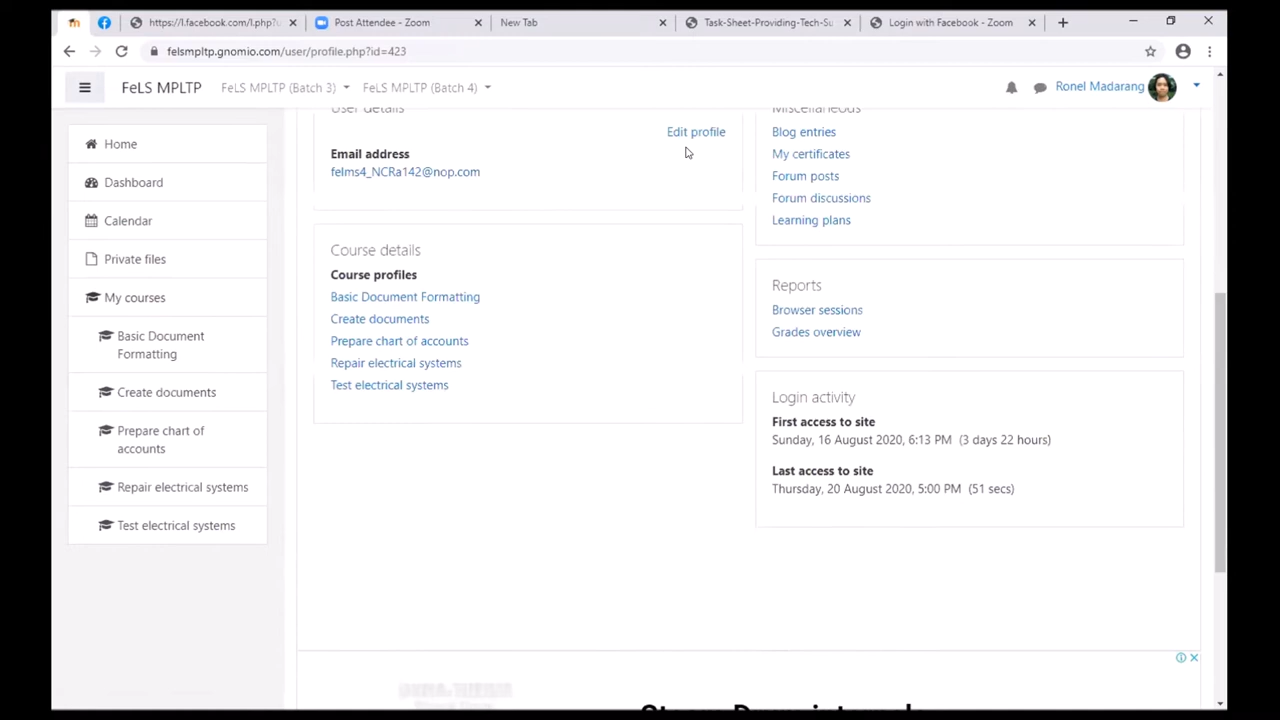 https://l.facebook.com/l.php?u
Post Attendee - Zoom
New Tab
Task-Sheet-Providing-Tech-Su
Login with Facebook - Zoom
felsmpltp.gnomio.com/user/profile.php?id=423
FeLS MPLTP
FeLS MPLTP (Batch 3)
FeLS MPLTP (Batch 4)
Ronel Madarang
Home
Dashboard
Calendar
Private files
My courses
Basic Document
Formatting
Create documents
Prepare chart of
accounts
Repair electrical systems
Test electrical systems
User details
Edit profile
Email address
felms4_NCRa142@nop.com
Course details
Course profiles
Basic Document Formatting
Create documents
Prepare chart of accounts
Repair electrical systems
Test electrical systems
Miscellaneous
Blog entries
My certificates
Forum posts
Forum discussions
Learning plans
Reports
Browser sessions
Grades overview
Login activity
First access to site
Sunday, 16 August 2020, 6:13 PM (3 days 22 hours)
Last access to site
Thursday, 20 August 2020, 5:00 PM (51 secs)